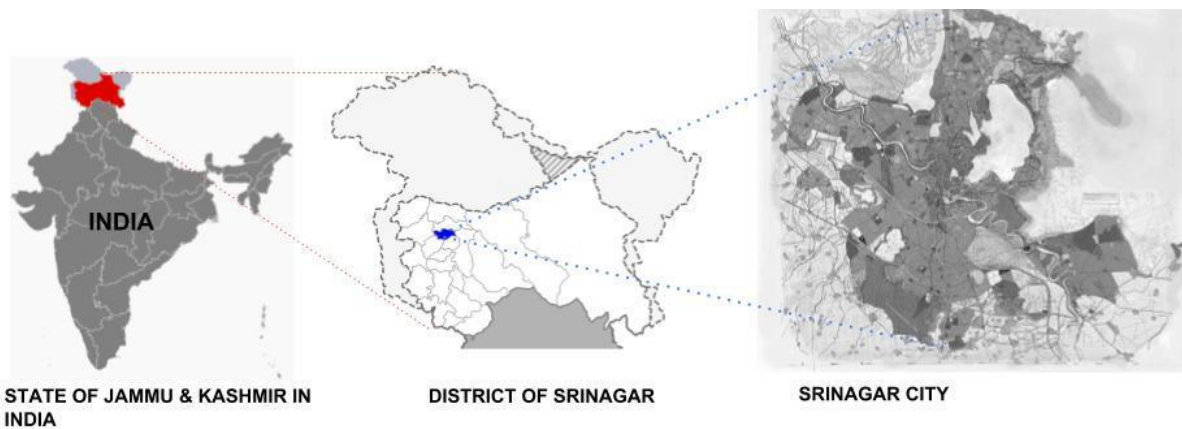 INDIA
STATE OF JAMMU & KASHMIR IN
INDIA
DISTRICT OF SRINAGAR
SRINAGAR CITY